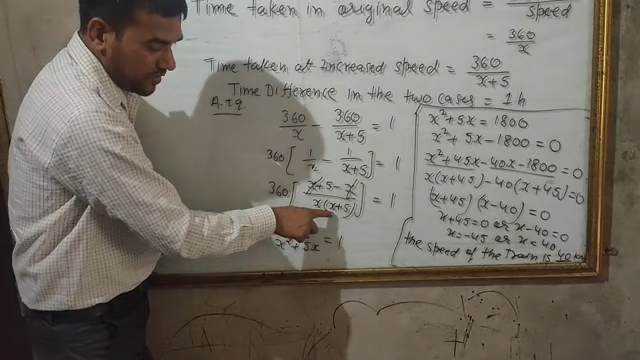 Time taken in original speed =
speed
= 360/x
Time taken at Increased speed = 360/x+5
Time Difference in the two cases = 1h
A.T.Q.
360/x - 360/x+5 = 1
360[1/x - 1/x+5] = 1
360[x+5-x/x(x+5)] = 1
x²+5x = 1
x²+5x = 1800
x²+5x-1800 = 0
x²+45x-40x-1800 = 0
x(x+45)-40(x+45) = 0
(x+45)(x-40) = 0
x+45=0 or x-40=0
x=-45 or x=40
the speed of the Train is 40